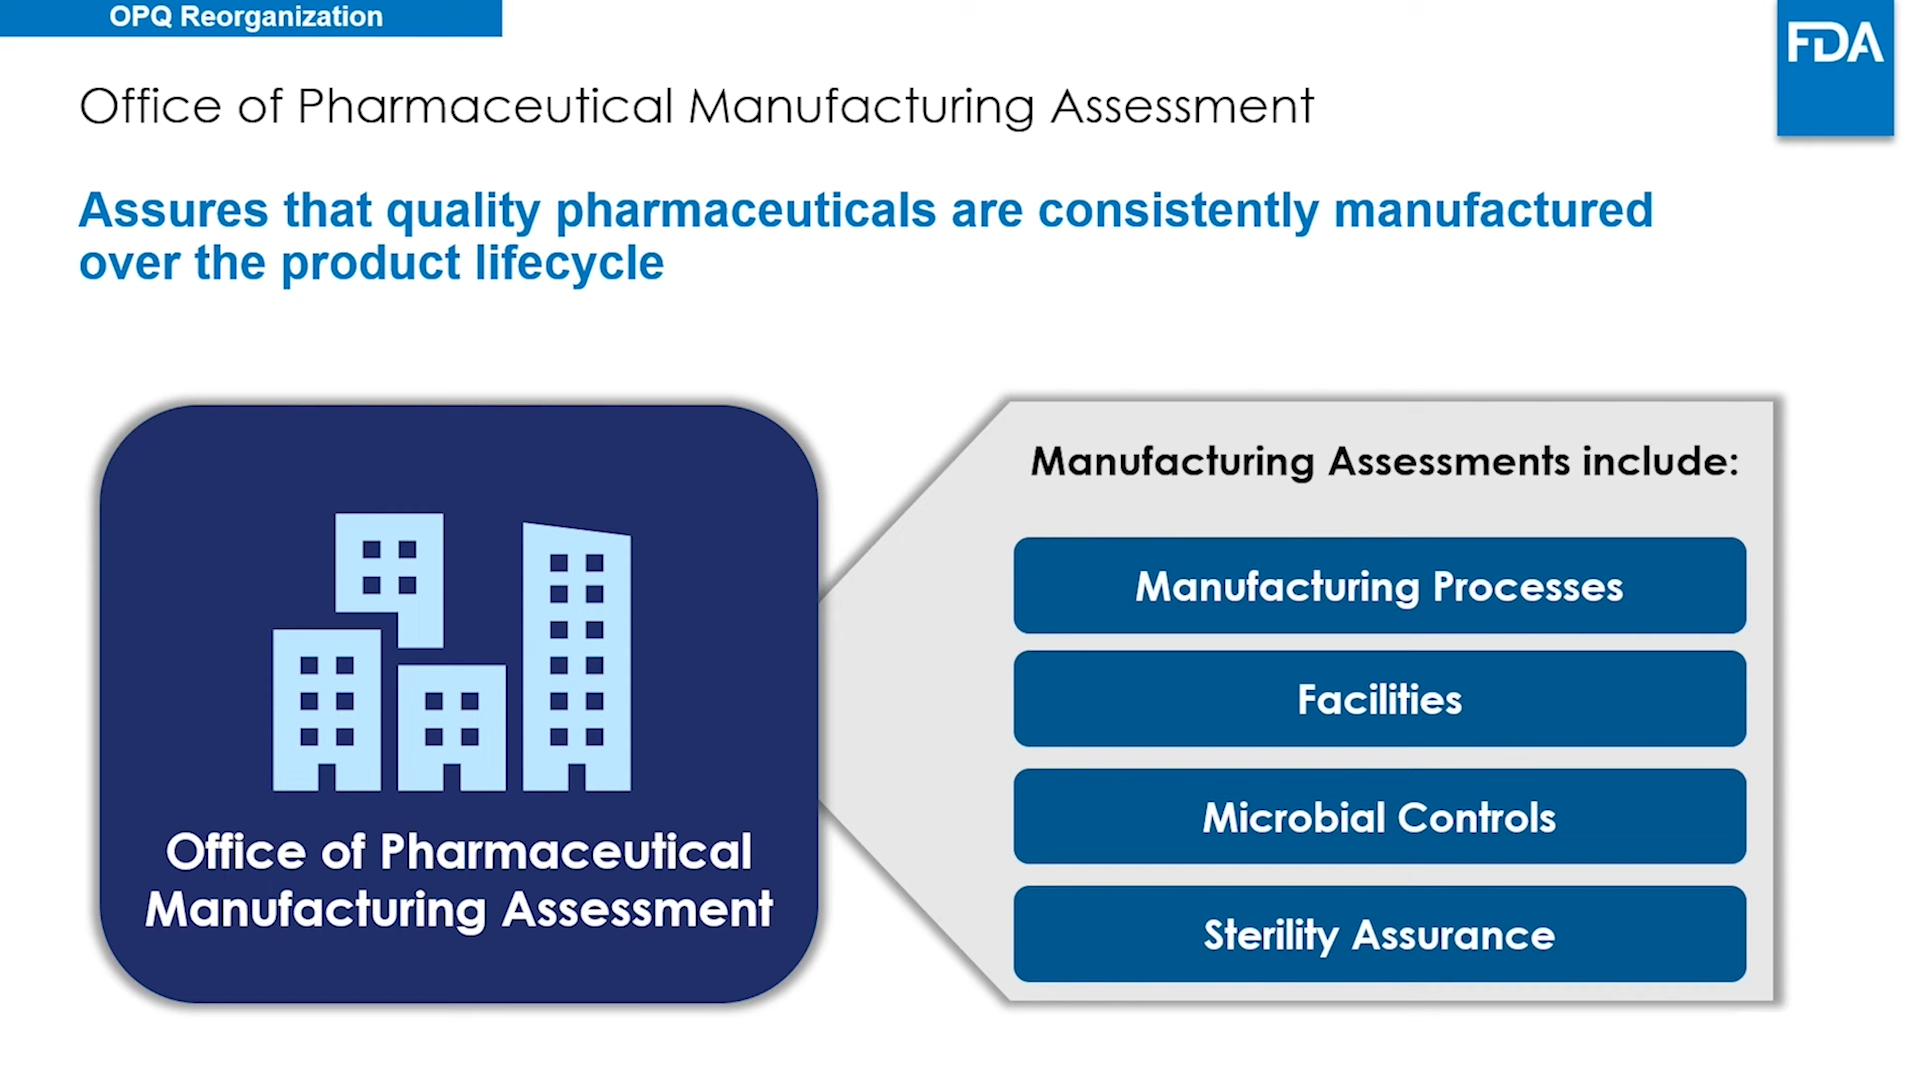 OPQ Reorganization
FDA
Office of Pharmaceutical Manufacturing Assessment
Assures that quality pharmaceuticals are consistently manufactured
over the product lifecycle
Office of Pharmaceutical
Manufacturing Assessment
Manufacturing Assessments include:
Manufacturing Processes
Facilities
Microbial Controls
Sterility Assurance